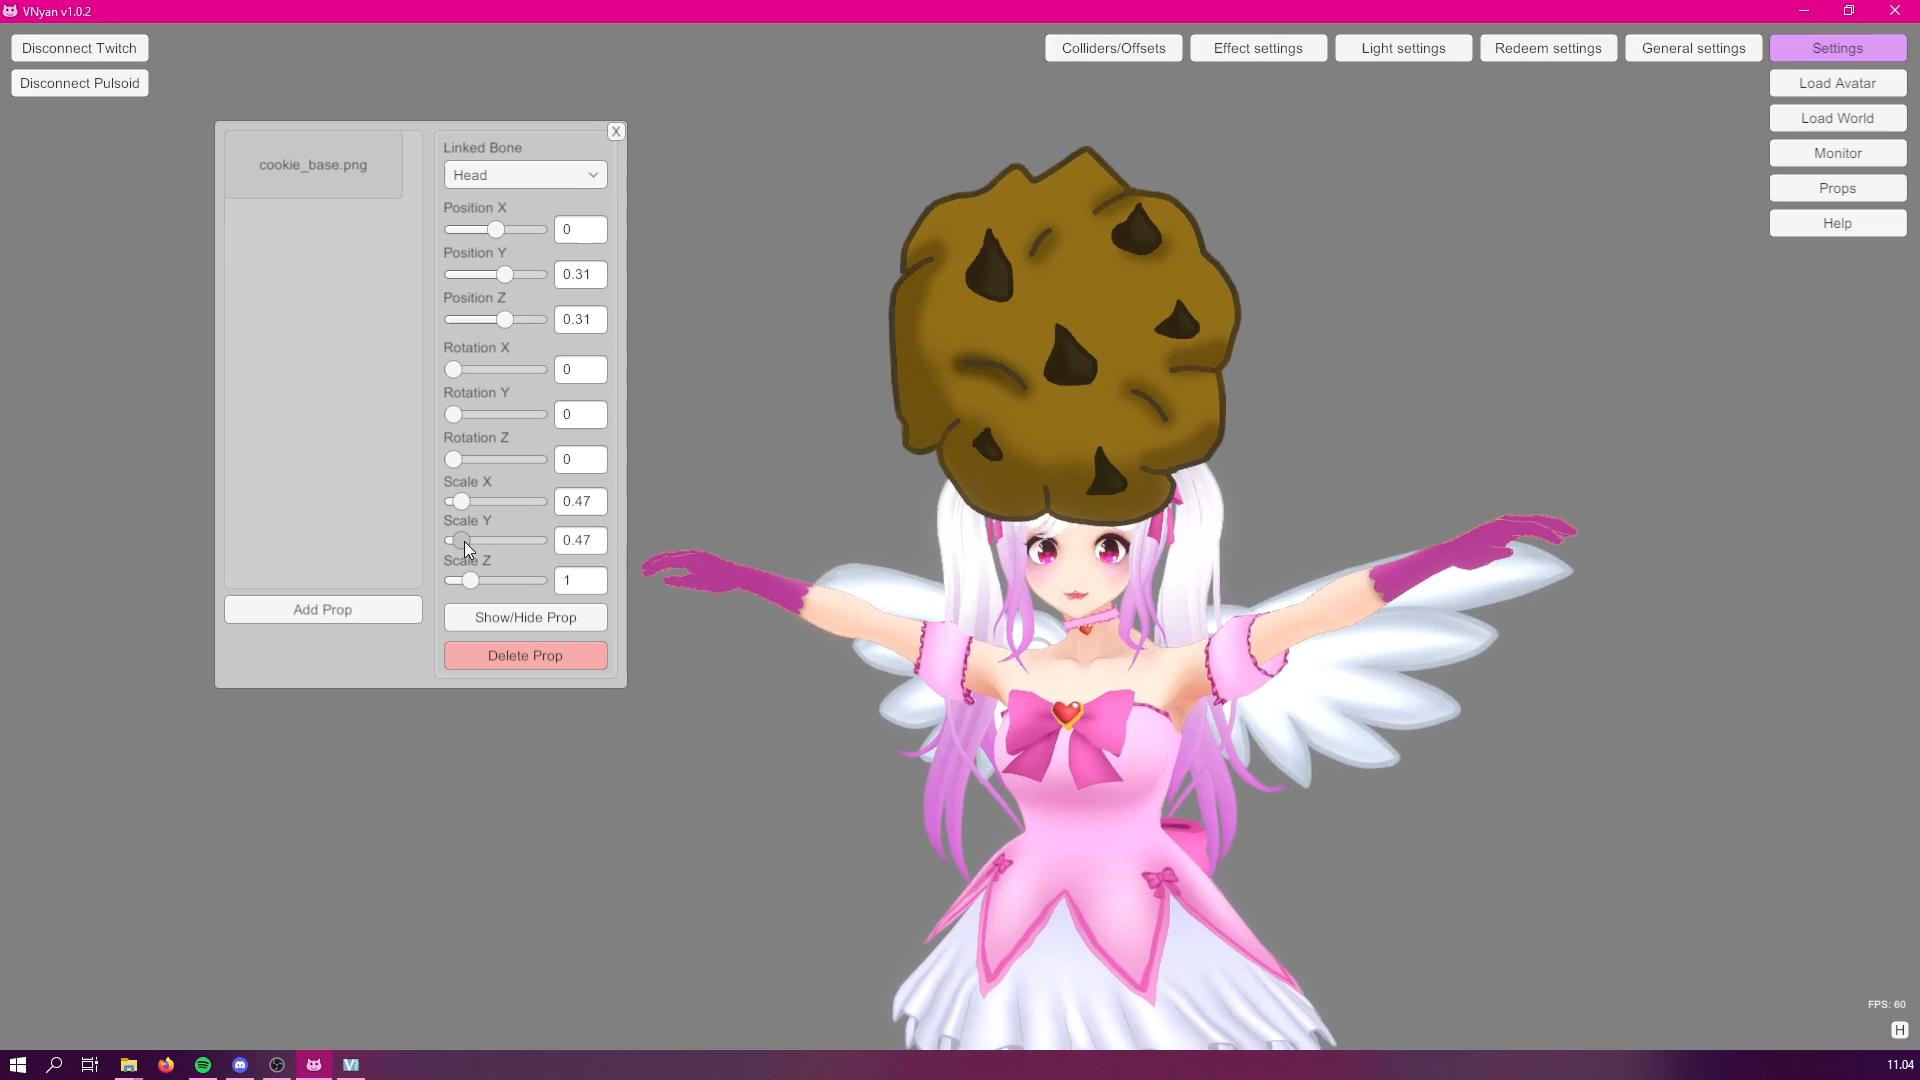 VNyan v1.0.2
Disconnect Twitch
Disconnect Pulsoid
Colliders/Offsets
Effect settings
Light settings
Redeem settings
General settings
Settings
Load Avatar
Load World
Monitor
Props
Help
X
cookie_base.png
Add Prop
Linked Bone
Head
Position X
0
Position Y
0.31
Position Z
0.31
Rotation X
0
Rotation Y
0
Rotation Z
0
Scale X
0.47
Scale Y
0.47
Scale Z
1
Show/Hide Prop
Delete Prop
FPS: 60
H
11.04